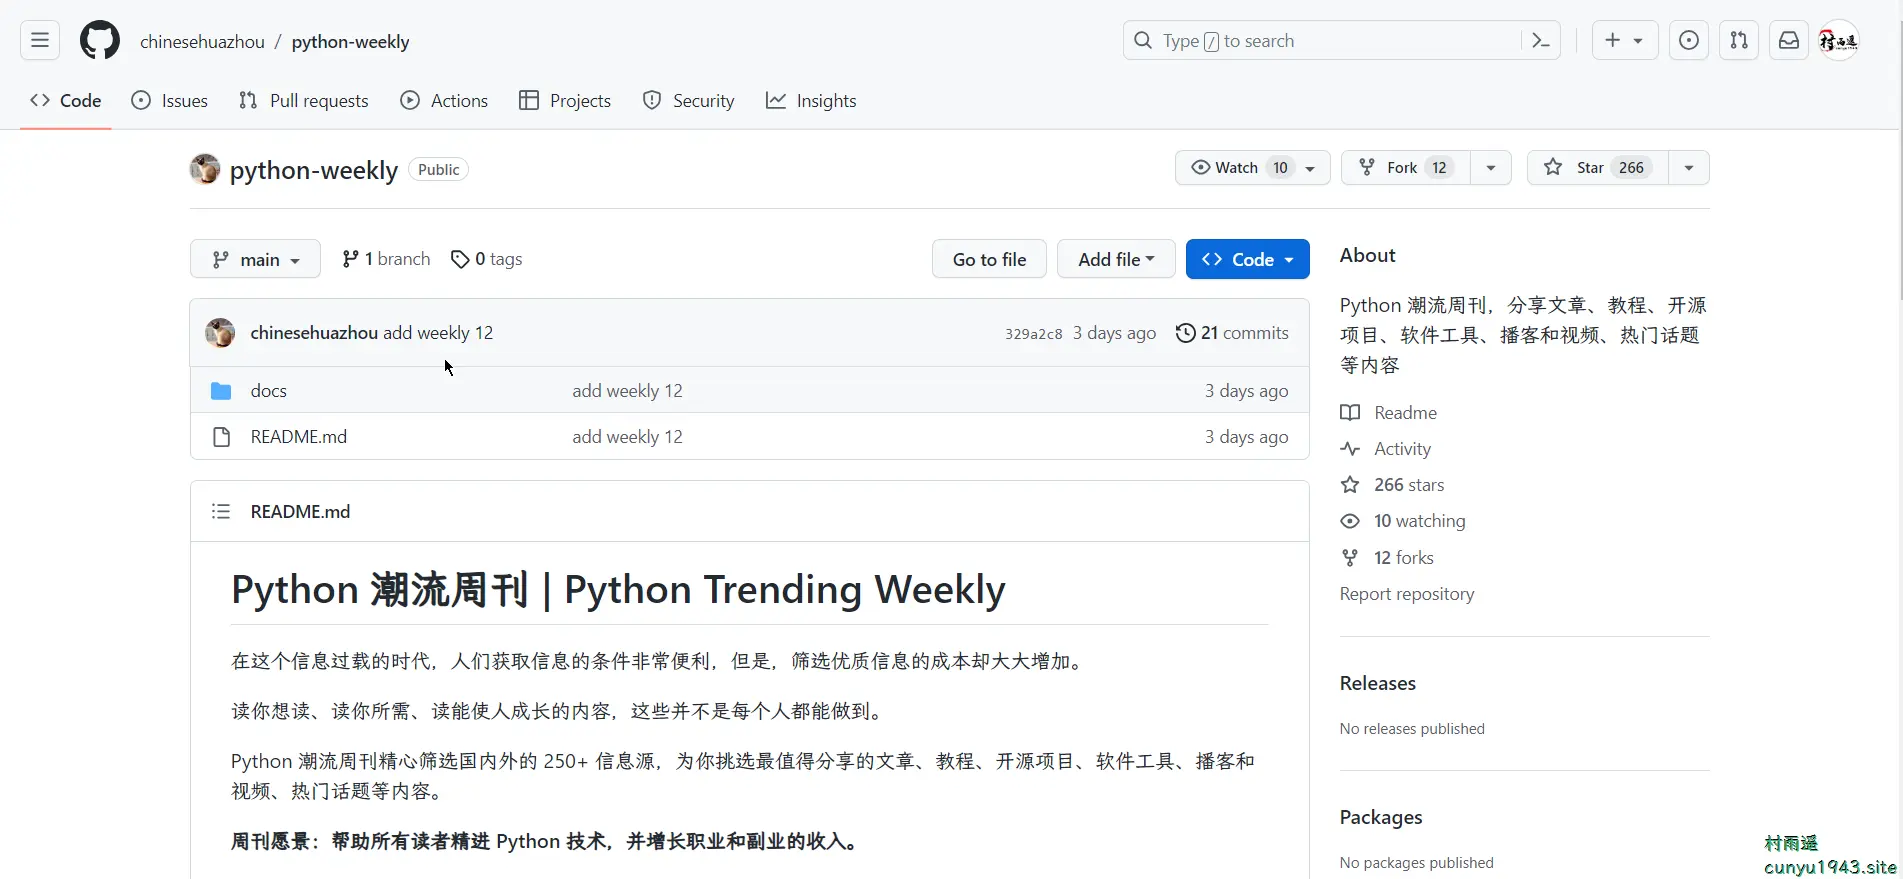 chinesehuazhou / python-weekly
Type / to search
Code
Issues
Pull requests
Actions
Projects
Security
Insights
python-weekly Public
Watch 10
Fork 12
Star 266
main
1 branch
0 tags
Go to file
Add file
Code
chinesehuazhou add weekly 12
329a2c8 3 days ago
21 commits
docs add weekly 12 3 days ago
README.md add weekly 12 3 days ago
README.md
Python 潮流周刊 | Python Trending Weekly
在这个信息过载的时代，人们获取信息的条件非常便利，但是，筛选优质信息的成本却大大增加。
读你想读、读你所需、读能使人成长的内容，这些并不是每个人都能做到。
Python 潮流周刊精心筛选国内外的 250+ 信息源，为你挑选最值得分享的文章、教程、开源项目、软件工具、播客和
视频、热门话题等内容。
周刊愿景：帮助所有读者精进 Python 技术，并增长职业和副业的收入。
About
Python 潮流周刊，分享文章、教程、开源
项目、软件工具、播客和视频、热门话题
等内容
Readme
Activity
266 stars
10 watching
12 forks
Report repository
Releases
No releases published
Packages
No packages published
村雨遥
cunyu1943.site